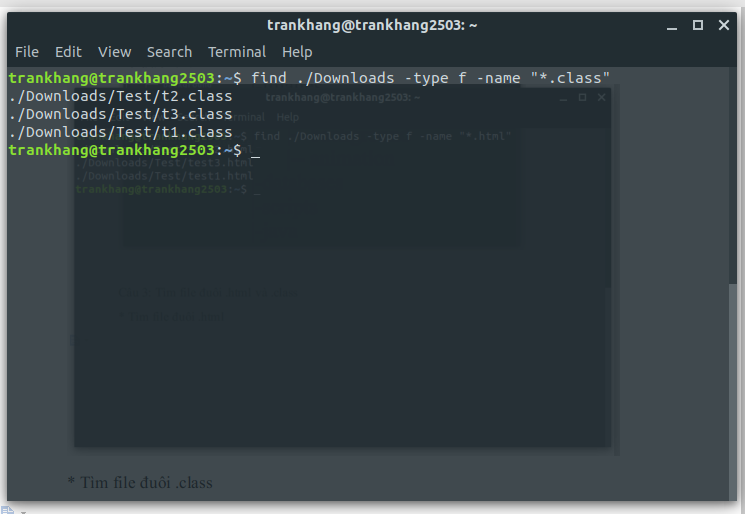 trankhang@trankhang2503: ~
File Edit View Search Terminal Help
trankhang@trankhang2503:~$ find ./Downloads -type f -name "*.class"
./Downloads/Test/t2.class
./Downloads/Test/t3.class
./Downloads/Test/t1.class
trankhang@trankhang2503:~$ _
trankhang@trankhang2503: ~
Terminal Help
$ find ./Downloads -type f -name "*.html"
./Downloads/Test/test3.html
./Downloads/Test/test1.html
trankhang@trankhang2503:~$ _
* Tìm file đuôi .class